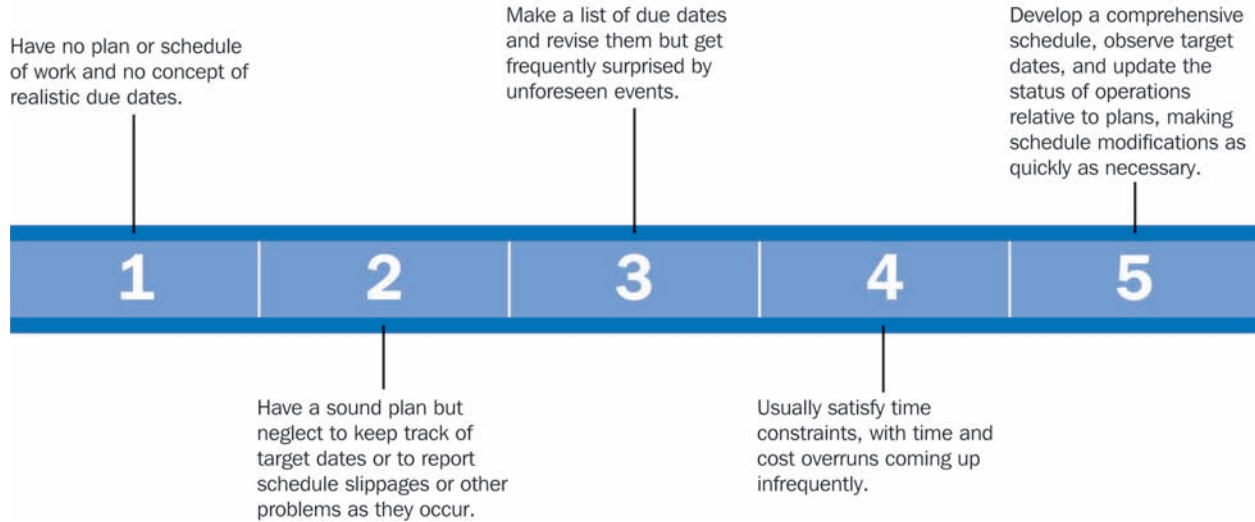 Have no plan or schedule
of work and no concept of
realistic due dates.
Make a list of due dates
and revise them but get
frequently surprised by
unforeseen events.
Develop a comprehensive
schedule, observe target
dates, and update the
status of operations
relative to plans, making
schedule modifications as
quickly as necessary.
1
2
3
4
5
Have a sound plan but
neglect to keep track of
target dates or to report
schedule slippages or other
problems as they occur.
Usually satisfy time
constraints, with time and
cost overruns coming up
infrequently.